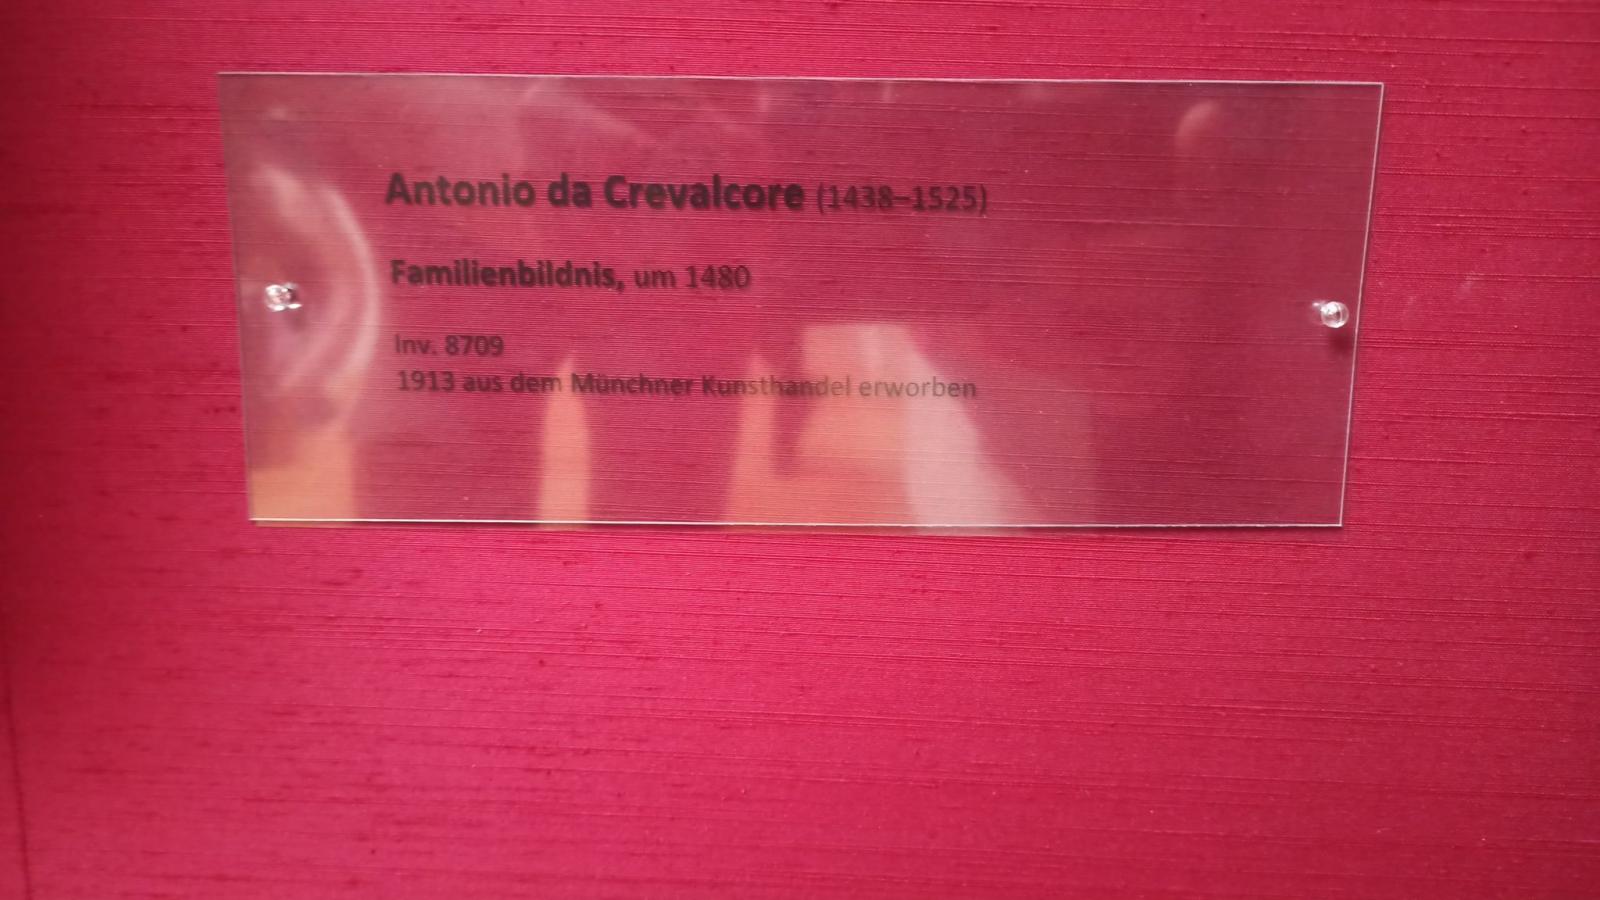 Antonio da Crevalcore (1438–1525)
Familienbildnis, um 1480
Inv. 8709
1913 aus dem Münchner Kunsthandel erworben